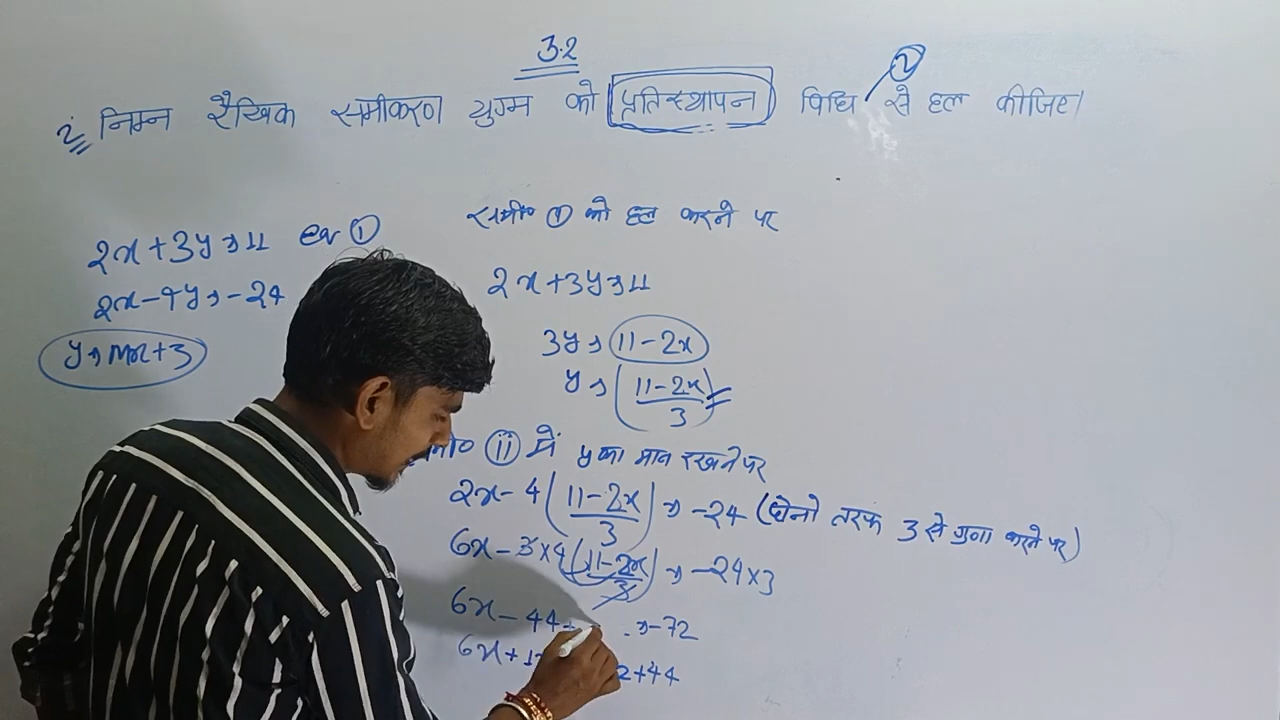 3.2
2. निम्न रैखिक समीकरण युग्म को प्रतिस्थापन विधि से हल कीजिए।
2x + 3y = 11 eq ①
2x - 4y = -24
y = mx + 3
समी० ① को हल करने पर
2x + 3y = 11
3y = 11 - 2x
y = (11 - 2x / 3)
(ii) में y का मान रखने पर
2x - 4 (11 - 2x / 3) = -24 (दोनो तरफ 3 से गुणा करने पर)
6x - 3 × 4 (11 - 2x / 3) = -24 × 3
6x - 44 = -72
6x + 2 + 44